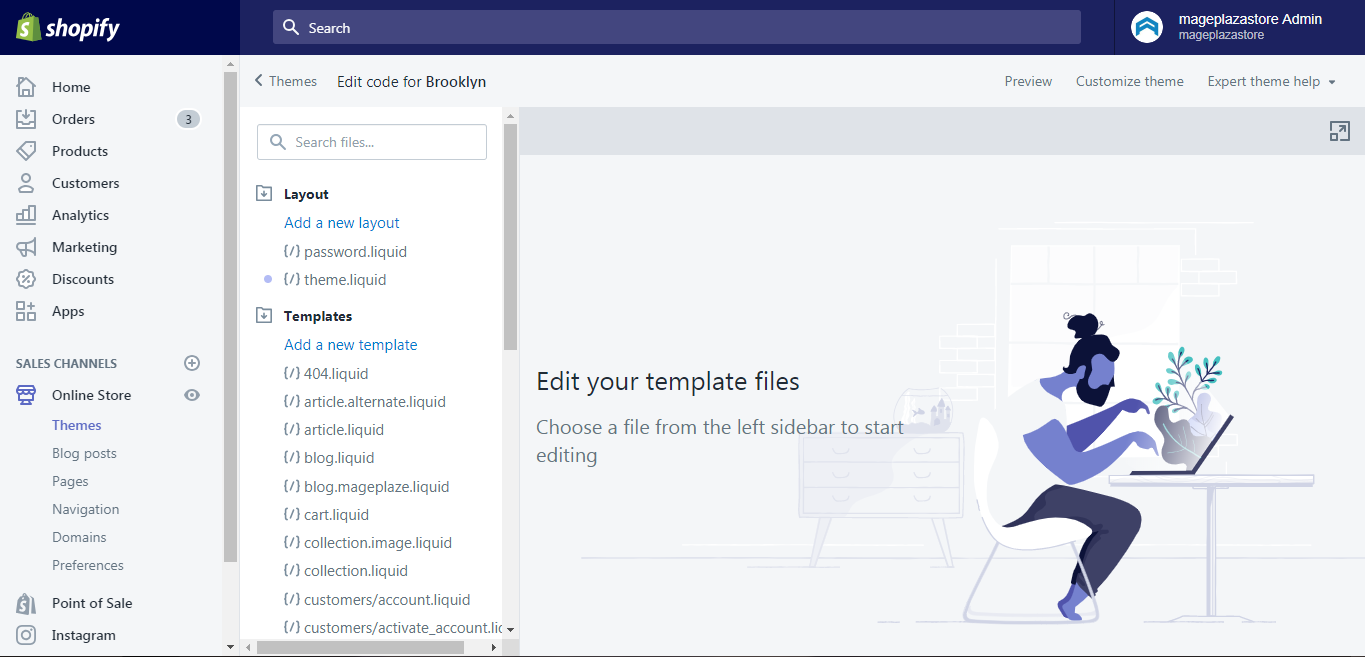 shopify
Search
mageplazastore Admin
mageplazastore
Home
Orders 3
Products
Customers
Analytics
Marketing
Discounts
Apps
SALES CHANNELS
Online Store
Themes
Blog posts
Pages
Navigation
Domains
Preferences
Point of Sale
Instagram
Themes Edit code for Brooklyn
Preview Customize theme Expert theme help
Search files...
Layout
Add a new layout
{/} password.liquid
{/} theme.liquid
Templates
Add a new template
{/} 404.liquid
{/} article.alternate.liquid
{/} article.liquid
{/} blog.liquid
{/} blog.mageplaze.liquid
{/} cart.liquid
{/} collection.image.liquid
{/} collection.liquid
{/} customers/account.liquid
{/} customers/activate_account.lic
Edit your template files
Choose a file from the left sidebar to start
editing